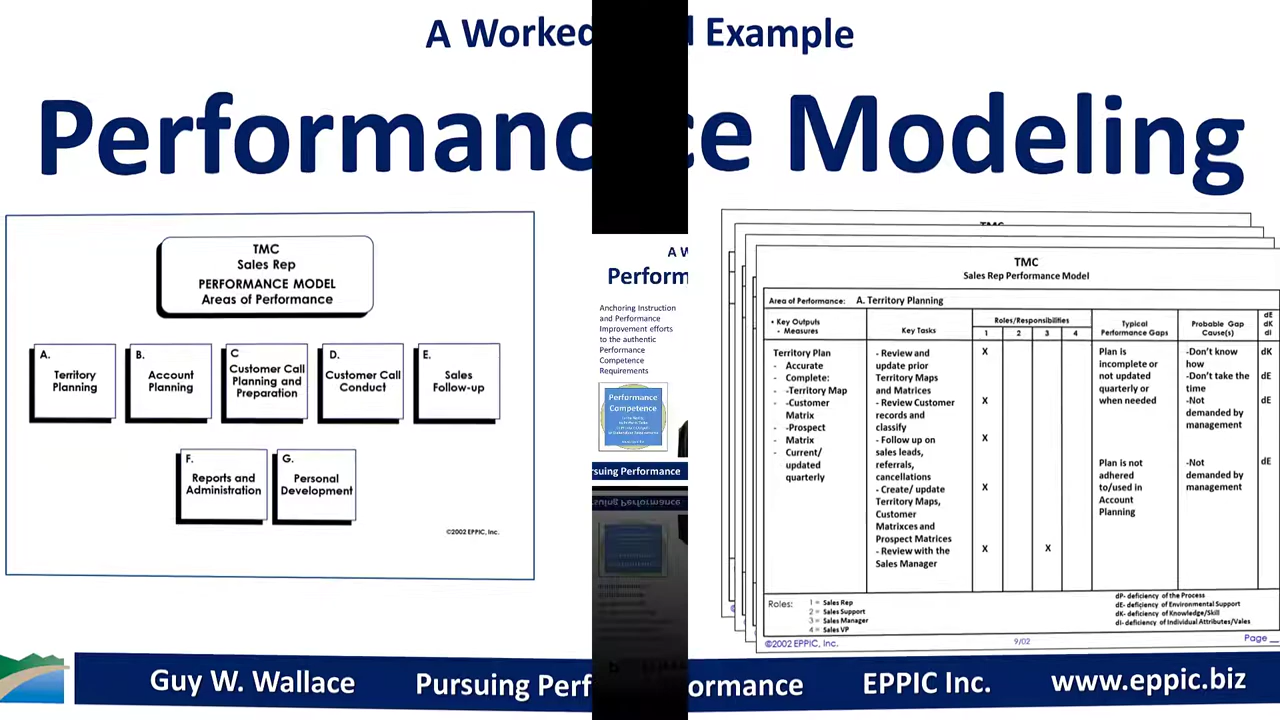 A Worked Example
Performance Modeling
TMC
Sales Rep
PERFORMANCE MODEL
Areas of Performance
A.
Territory
Planning
B.
Account
Planning
C
Customer Call
Planning and
Preparation
D.
Customer Call
Conduct
E.
Sales
Follow-up
F.
Reports and
Administration
G.
Personal
Development
©2002 EPPIC, Inc.
A W
Perform
Anchoring Instruction
and Performance
Improvement efforts
to the authentic
Performance
Competence
Requirements
Performance
Competence
rsuing Performance
TMC
Sales Rep Performance Model
Area of Performance: A. Territory Planning
• Key Outputs
- Measures
Key Tasks
Roles/Responsibilities
1 2 3 4
Typical
Performance Gaps
Probable Gap
Cause(s)
dE
dK
dI
Territory Plan
- Accurate
- Complete:
- -Territory Map
- -Customer
Matrix
- -Prospect
- Matrix
- Current/
updated
quarterly
- Review and
update prior
Territory Maps
and Matrices
- Review Customer
records and
classify
- Follow up on
sales leads,
referrals,
cancellations
- Create/ update
Territory Maps,
Customer
Matrixces and
Prospect Matrices
- Review with the
Sales Manager
X
X
X
X
X X
Plan is
incomplete or
not updated
quarterly or
when needed
Plan is not
adhered
to/used in
Account
Planning
-Don't know
how
-Don't take the
time
-Not
demanded by
management
-Not
demanded by
management
dK
dE
dE
dE
Roles:
1 = Sales Rep
2 = Sales Support
3 = Sales Manager
4 = Sales VP
dP- deficiency of the Process
dE- deficiency of Environmental Support
dK- deficiency of Knowledge/Skill
dI- deficiency of Individual Attributes/Vales
©2002 EPPIC, Inc.
9/02
Page __
Guy W. Wallace Pursuing Performance EPPIC Inc. www.eppic.biz